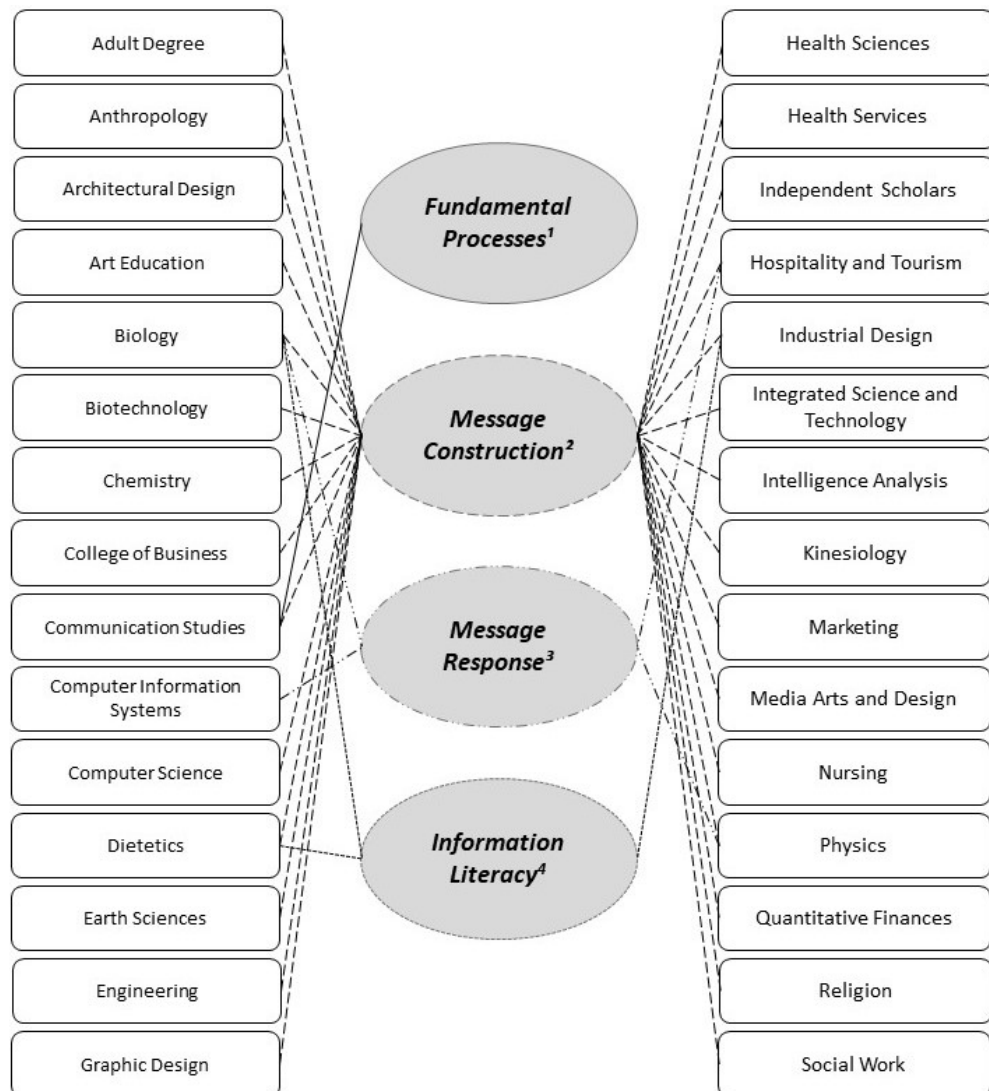 Adult Degree
Anthropology
Architectural Design
Art Education
Biology
Biotechnology
Chemistry
College of Business
Communication Studies
Computer Information
Systems
Computer Science
Dietetics
Earth Sciences
Engineering
Graphic Design
Fundamental
Processes¹
Message
Construction²
Message
Response³
Information
Literacy⁴
Health Sciences
Health Services
Independent Scholars
Hospitality and Tourism
Industrial Design
Integrated Science and
Technology
Intelligence Analysis
Kinesiology
Marketing
Media Arts and Design
Nursing
Physics
Quantitative Finances
Religion
Social Work